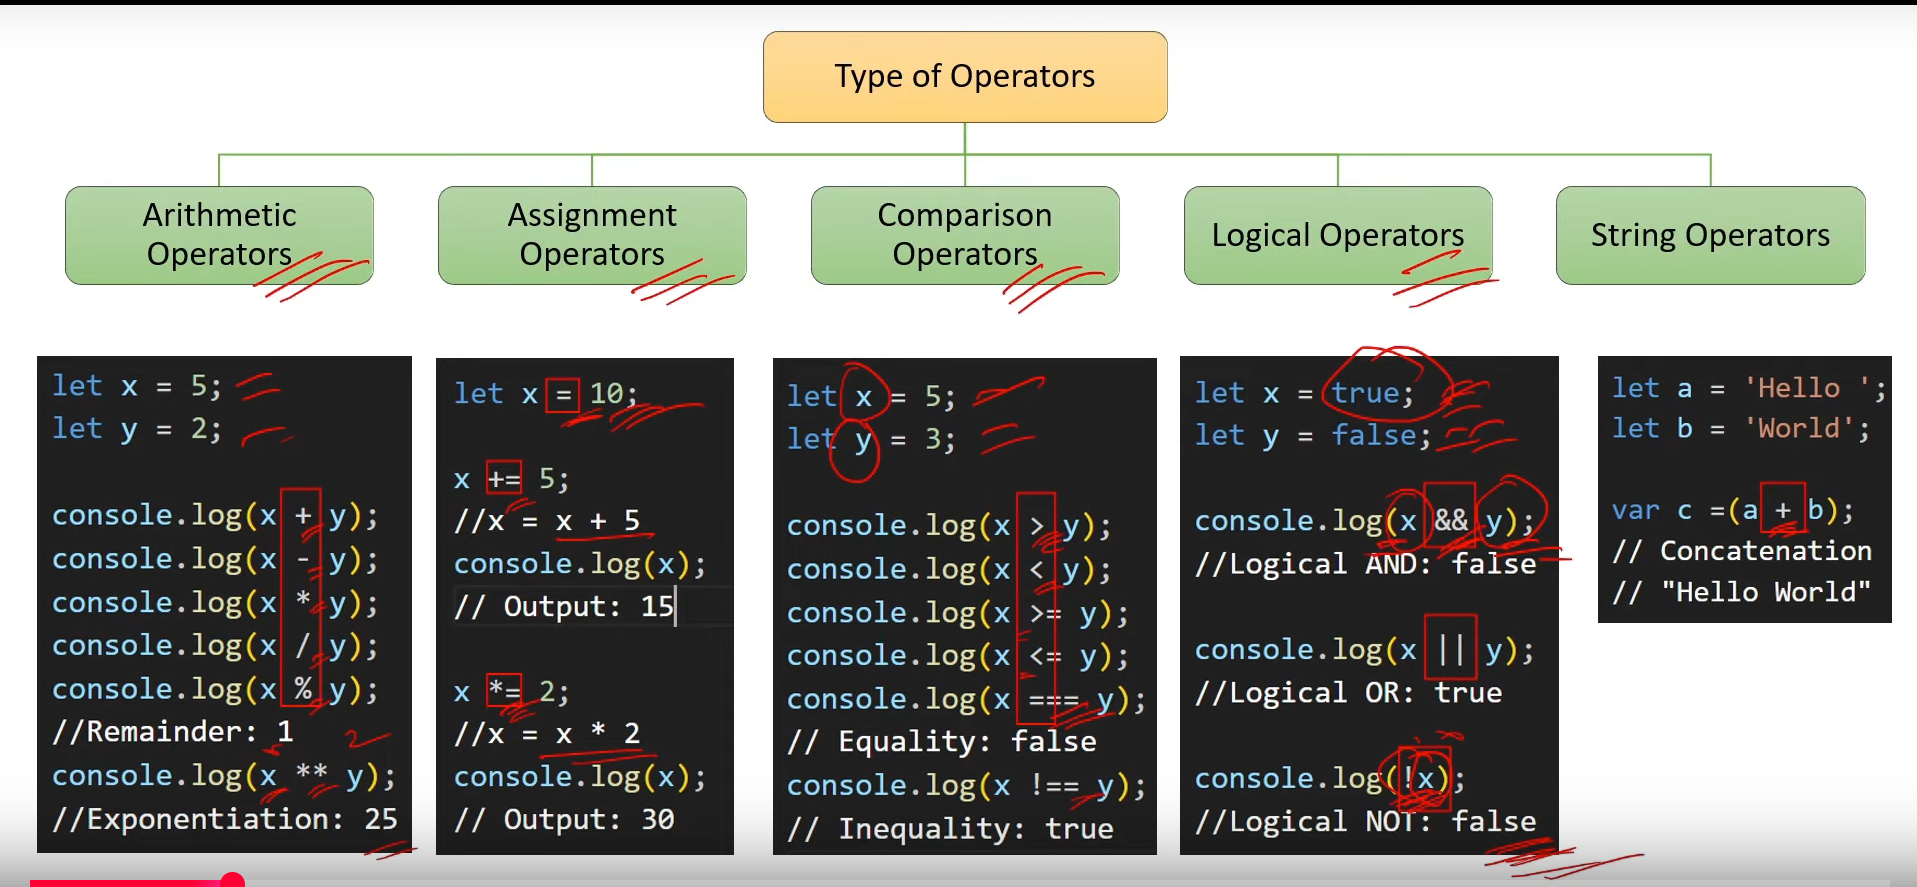 Type of Operators
Arithmetic
Operators
Assignment
Operators
Comparison
Operators
Logical Operators
String Operators
let x = 5;
let y = 2;
console.log(x + y);
console.log(x - y);
console.log(x * y);
console.log(x / y);
console.log(x % y);
//Remainder: 1
2
console.log(x ** y);
//Exponentiation: 25
let x = 10;
x += 5;
//x = x + 5
console.log(x);
// Output: 15
x *= 2;
//x = x * 2
console.log(x);
// Output: 30
let x = 5;
let y = 3;
console.log(x > y);
console.log(x < y);
console.log(x >= y);
console.log(x <= y);
console.log(x === y);
// Equality: false
console.log(x !== y);
// Inequality: true
let x = true;
let y = false;
console.log(x && y);
//Logical AND: false
console.log(x || y);
//Logical OR: true
console.log(!x);
//Logical NOT: false
let a = 'Hello ';
let b = 'World';
var c =(a + b);
// Concatenation
// "Hello World"